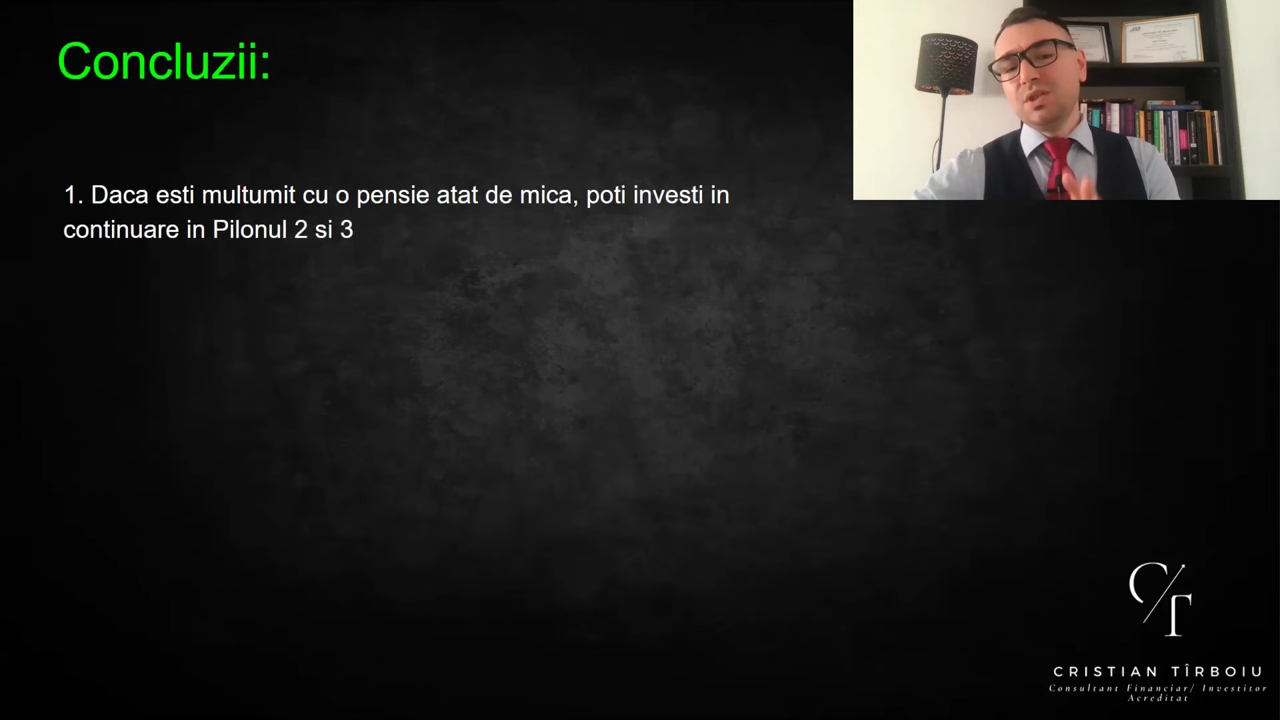 Concluzii:
1. Daca esti multumit cu o pensie atat de mica, poti investi in
continuare in Pilonul 2 si 3
CT
CRISTIAN TÎRBOIU
Consultant Financiar/ Investitor
Acreditat